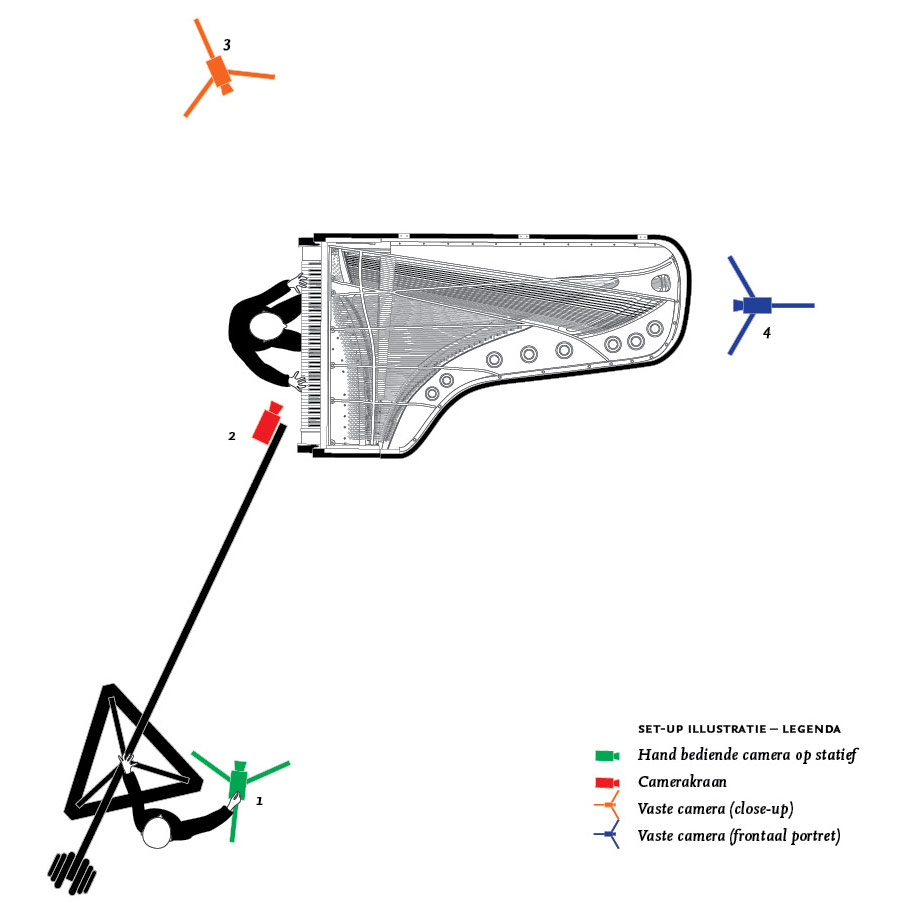 3
4
2
1
SET-UP ILLUSTRATIE — LEGENDA
Hand bediende camera op statief
Camerakraan
Vaste camera (close-up)
Vaste camera (frontaal portret)